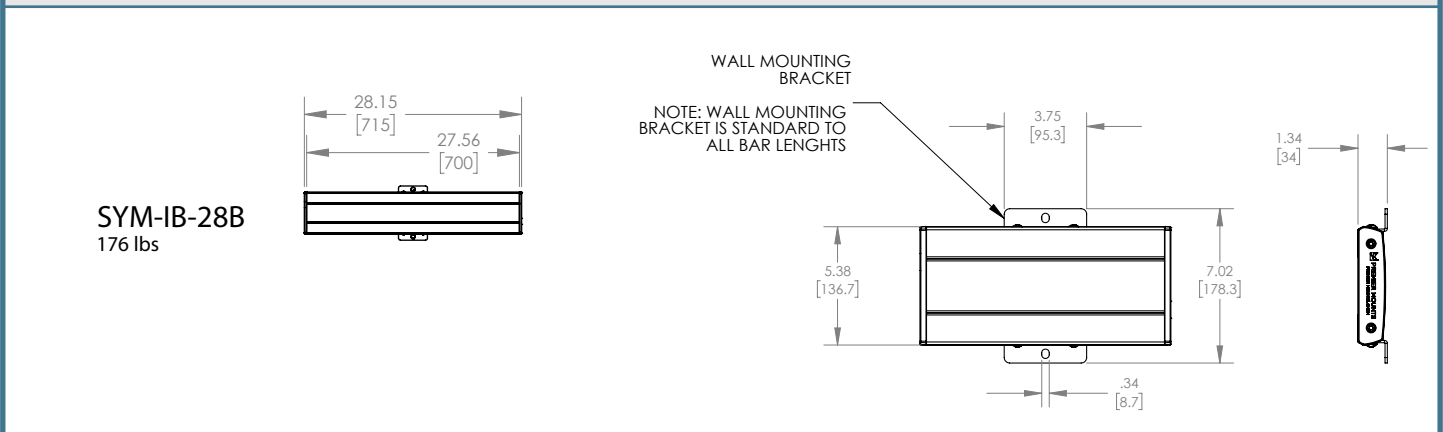 28.15
[715]
27.56
[700]
SYM-IB-28B
176 lbs
WALL MOUNTING
BRACKET
NOTE: WALL MOUNTING
BRACKET IS STANDARD TO
ALL BAR LENGHTS
3.75
[95.3]
5.38
[136.7]
7.02
[178.3]
.34
[8.7]
1.34
[34]
PREMIER MOUNTS